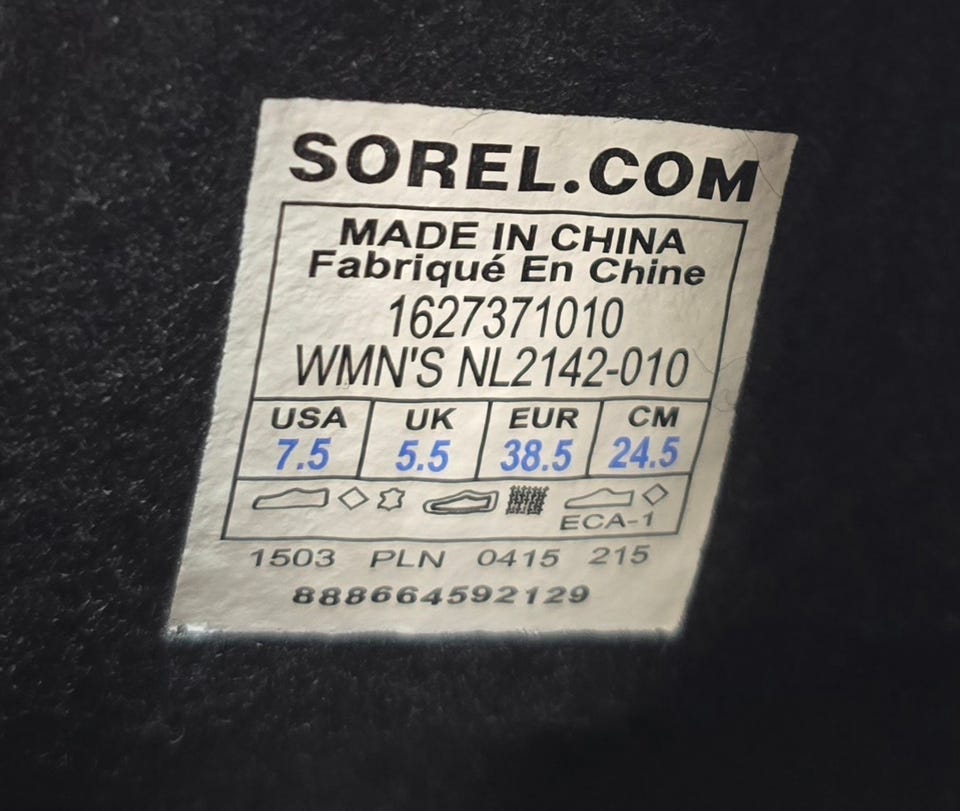 SOREL.COM
MADE IN CHINA
Fabriqué En Chine
1627371010
WMN'S NL2142-010
USA UK EUR CM
7.5 5.5 38.5 24.5
ECA-1
1503 PLN 0415 215
888664592129